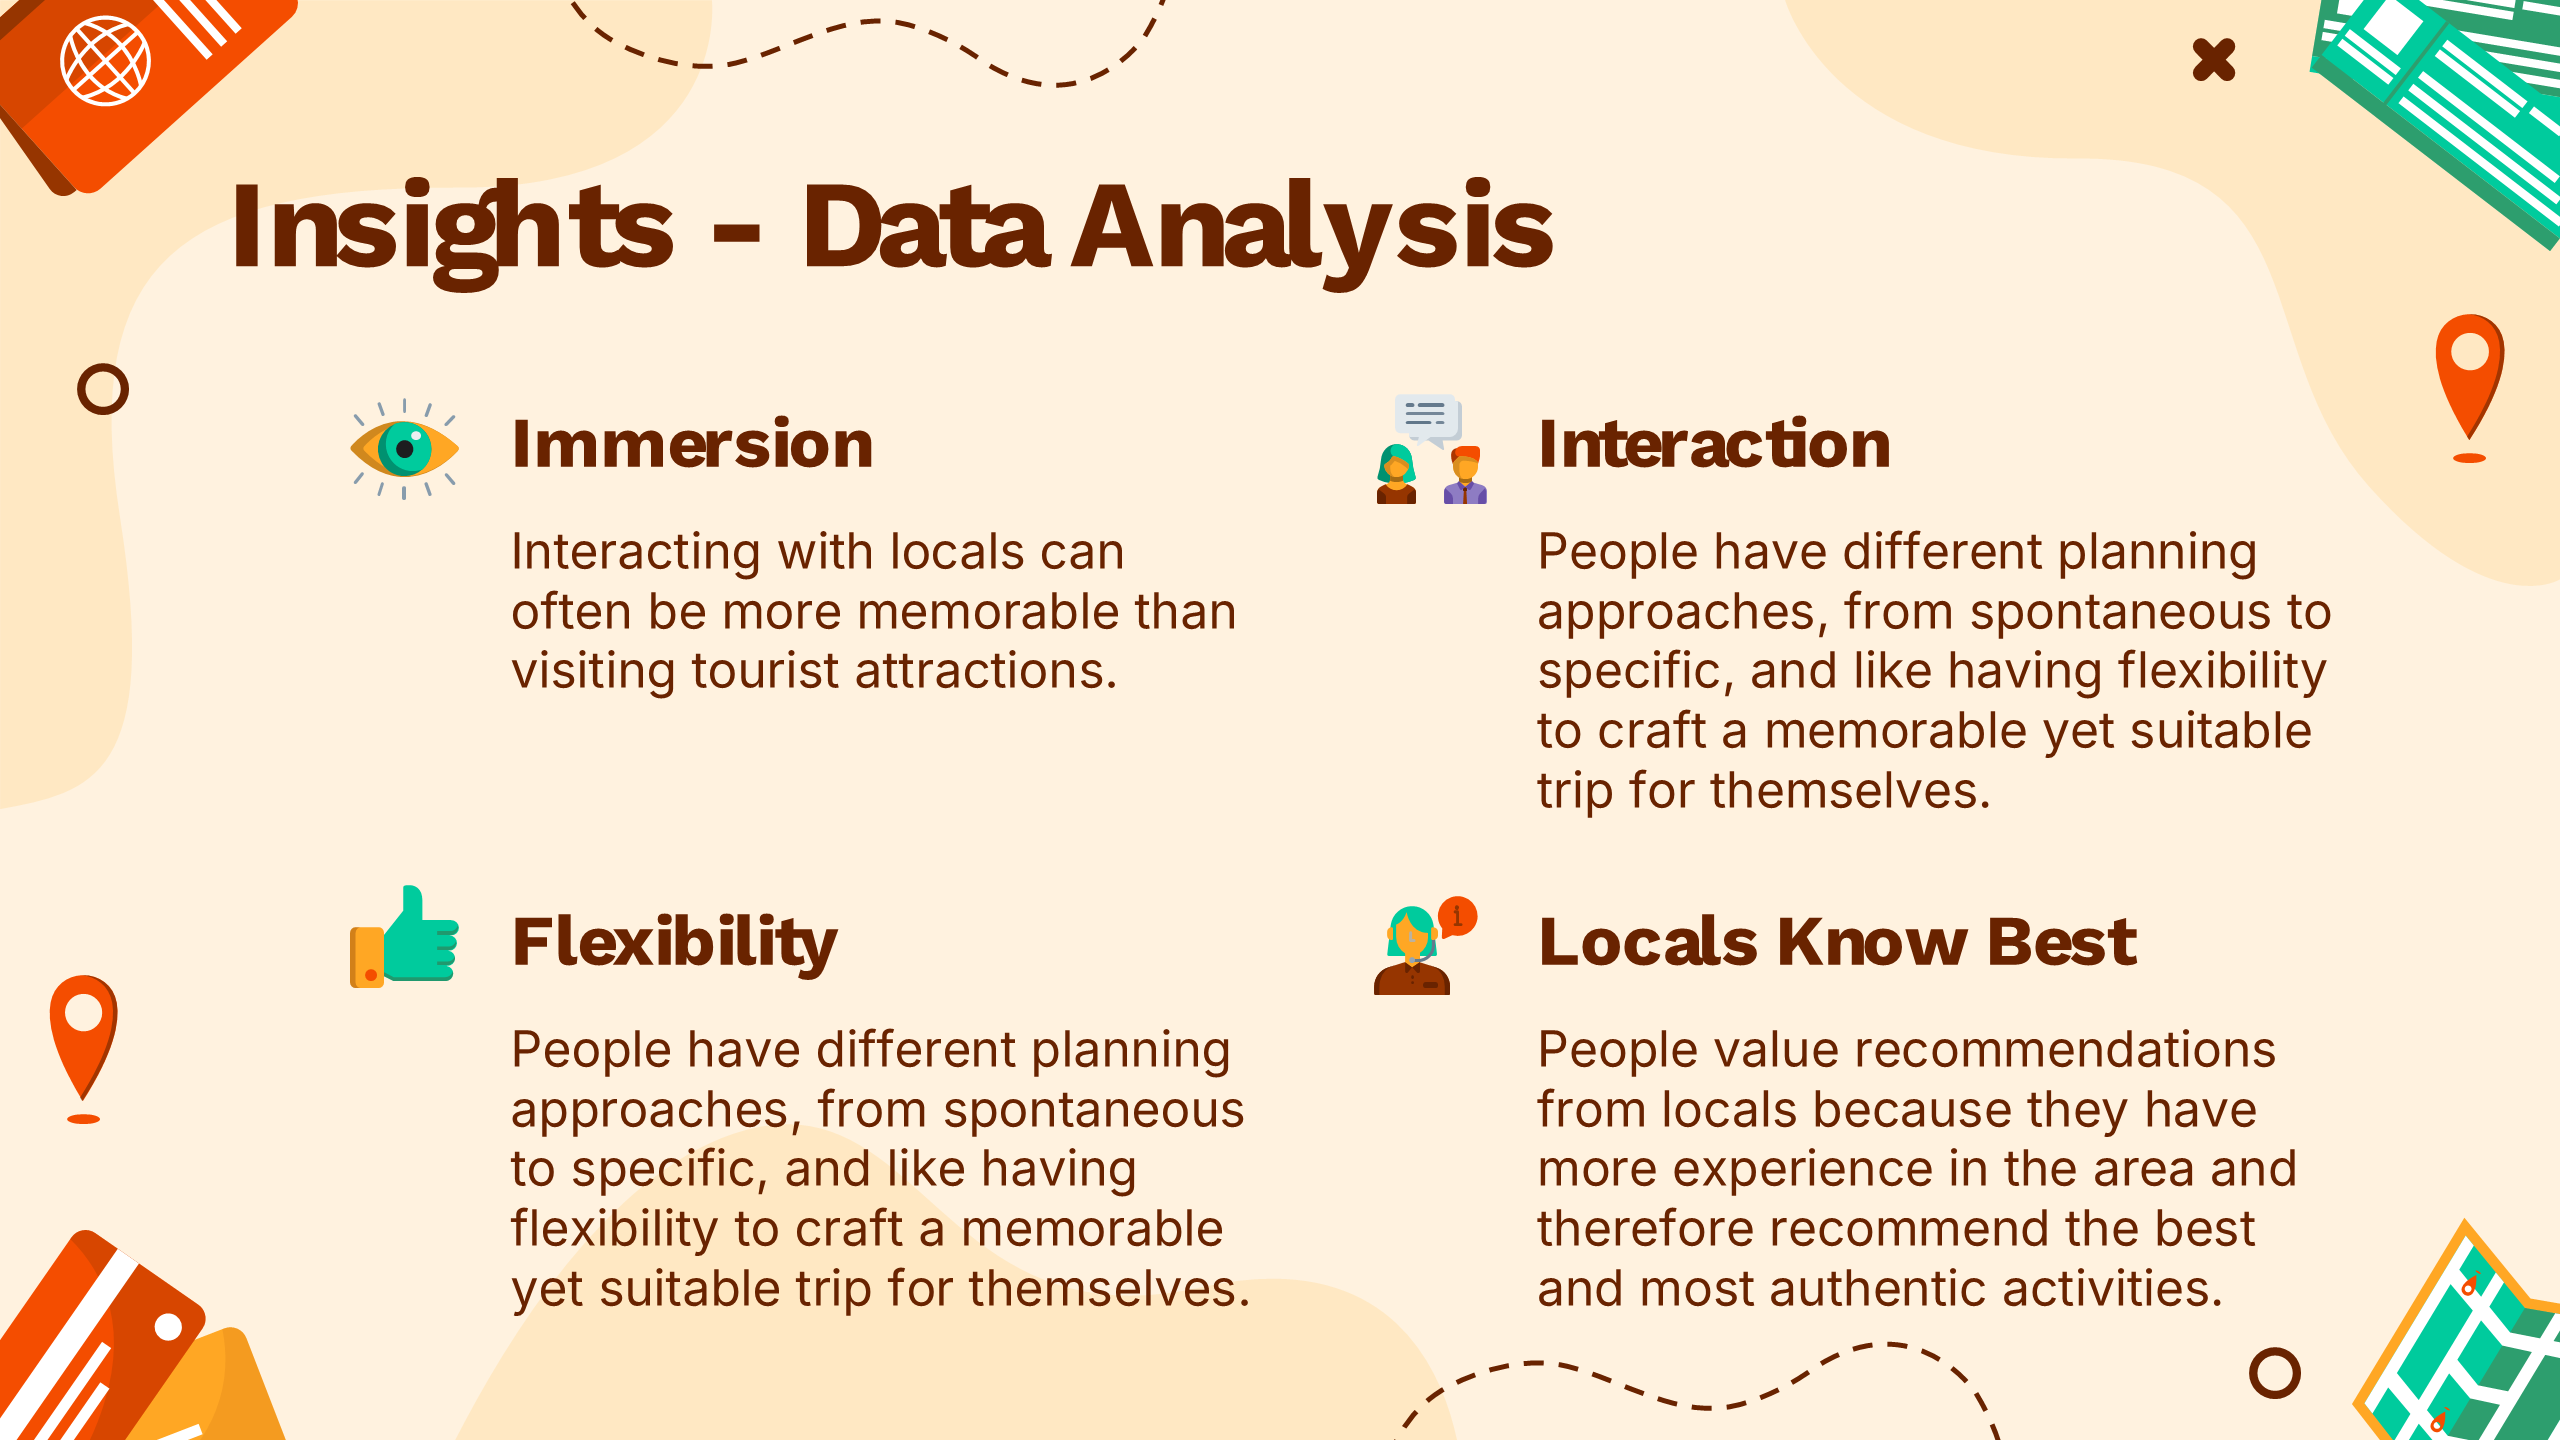 Insights - Data Analysis
Immersion
Interacting with locals can
often be more memorable than
visiting tourist attractions.
Interaction
People have different planning
approaches, from spontaneous to
specific, and like having flexibility
to craft a memorable yet suitable
trip for themselves.
Flexibility
People have different planning
approaches, from spontaneous
to specific, and like having
flexibility to craft a memorable
yet suitable trip for themselves.
Locals Know Best
People value recommendations
from locals because they have
more experience in the area and
therefore recommend the best
and most authentic activities.